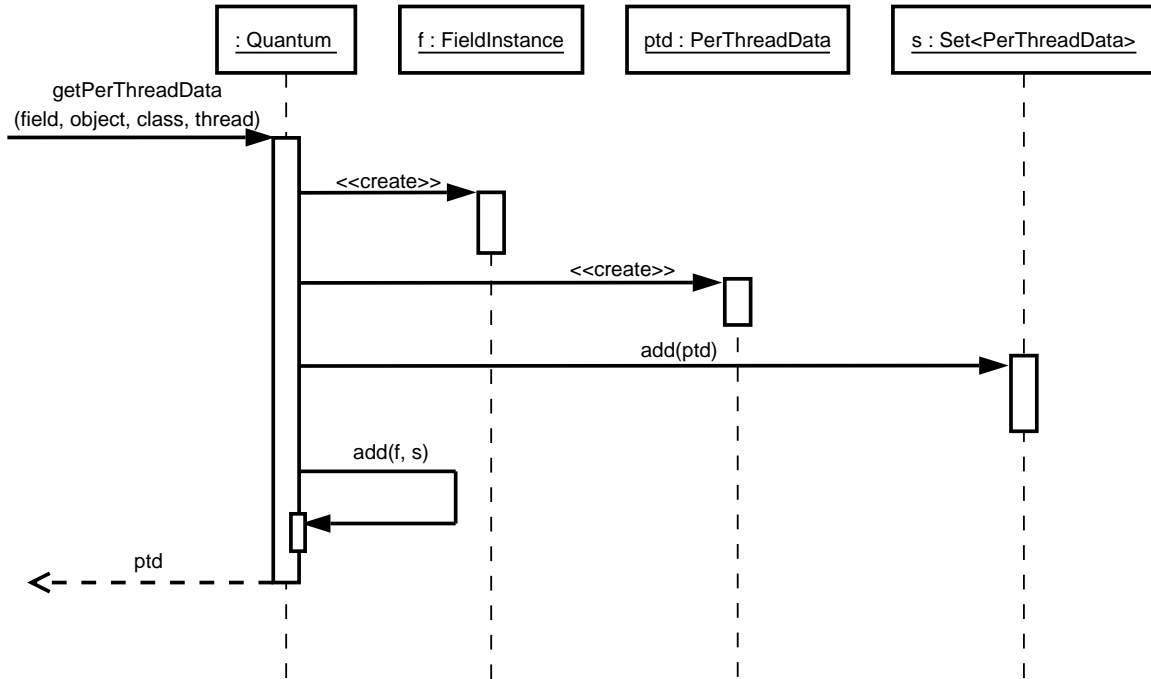 : Quantum
f : FieldInstance
ptd : PerThreadData
s : Set<PerThreadData>
getPerThreadData
(field, object, class, thread)
<<create>>
<<create>>
add(ptd)
add(f, s)
ptd